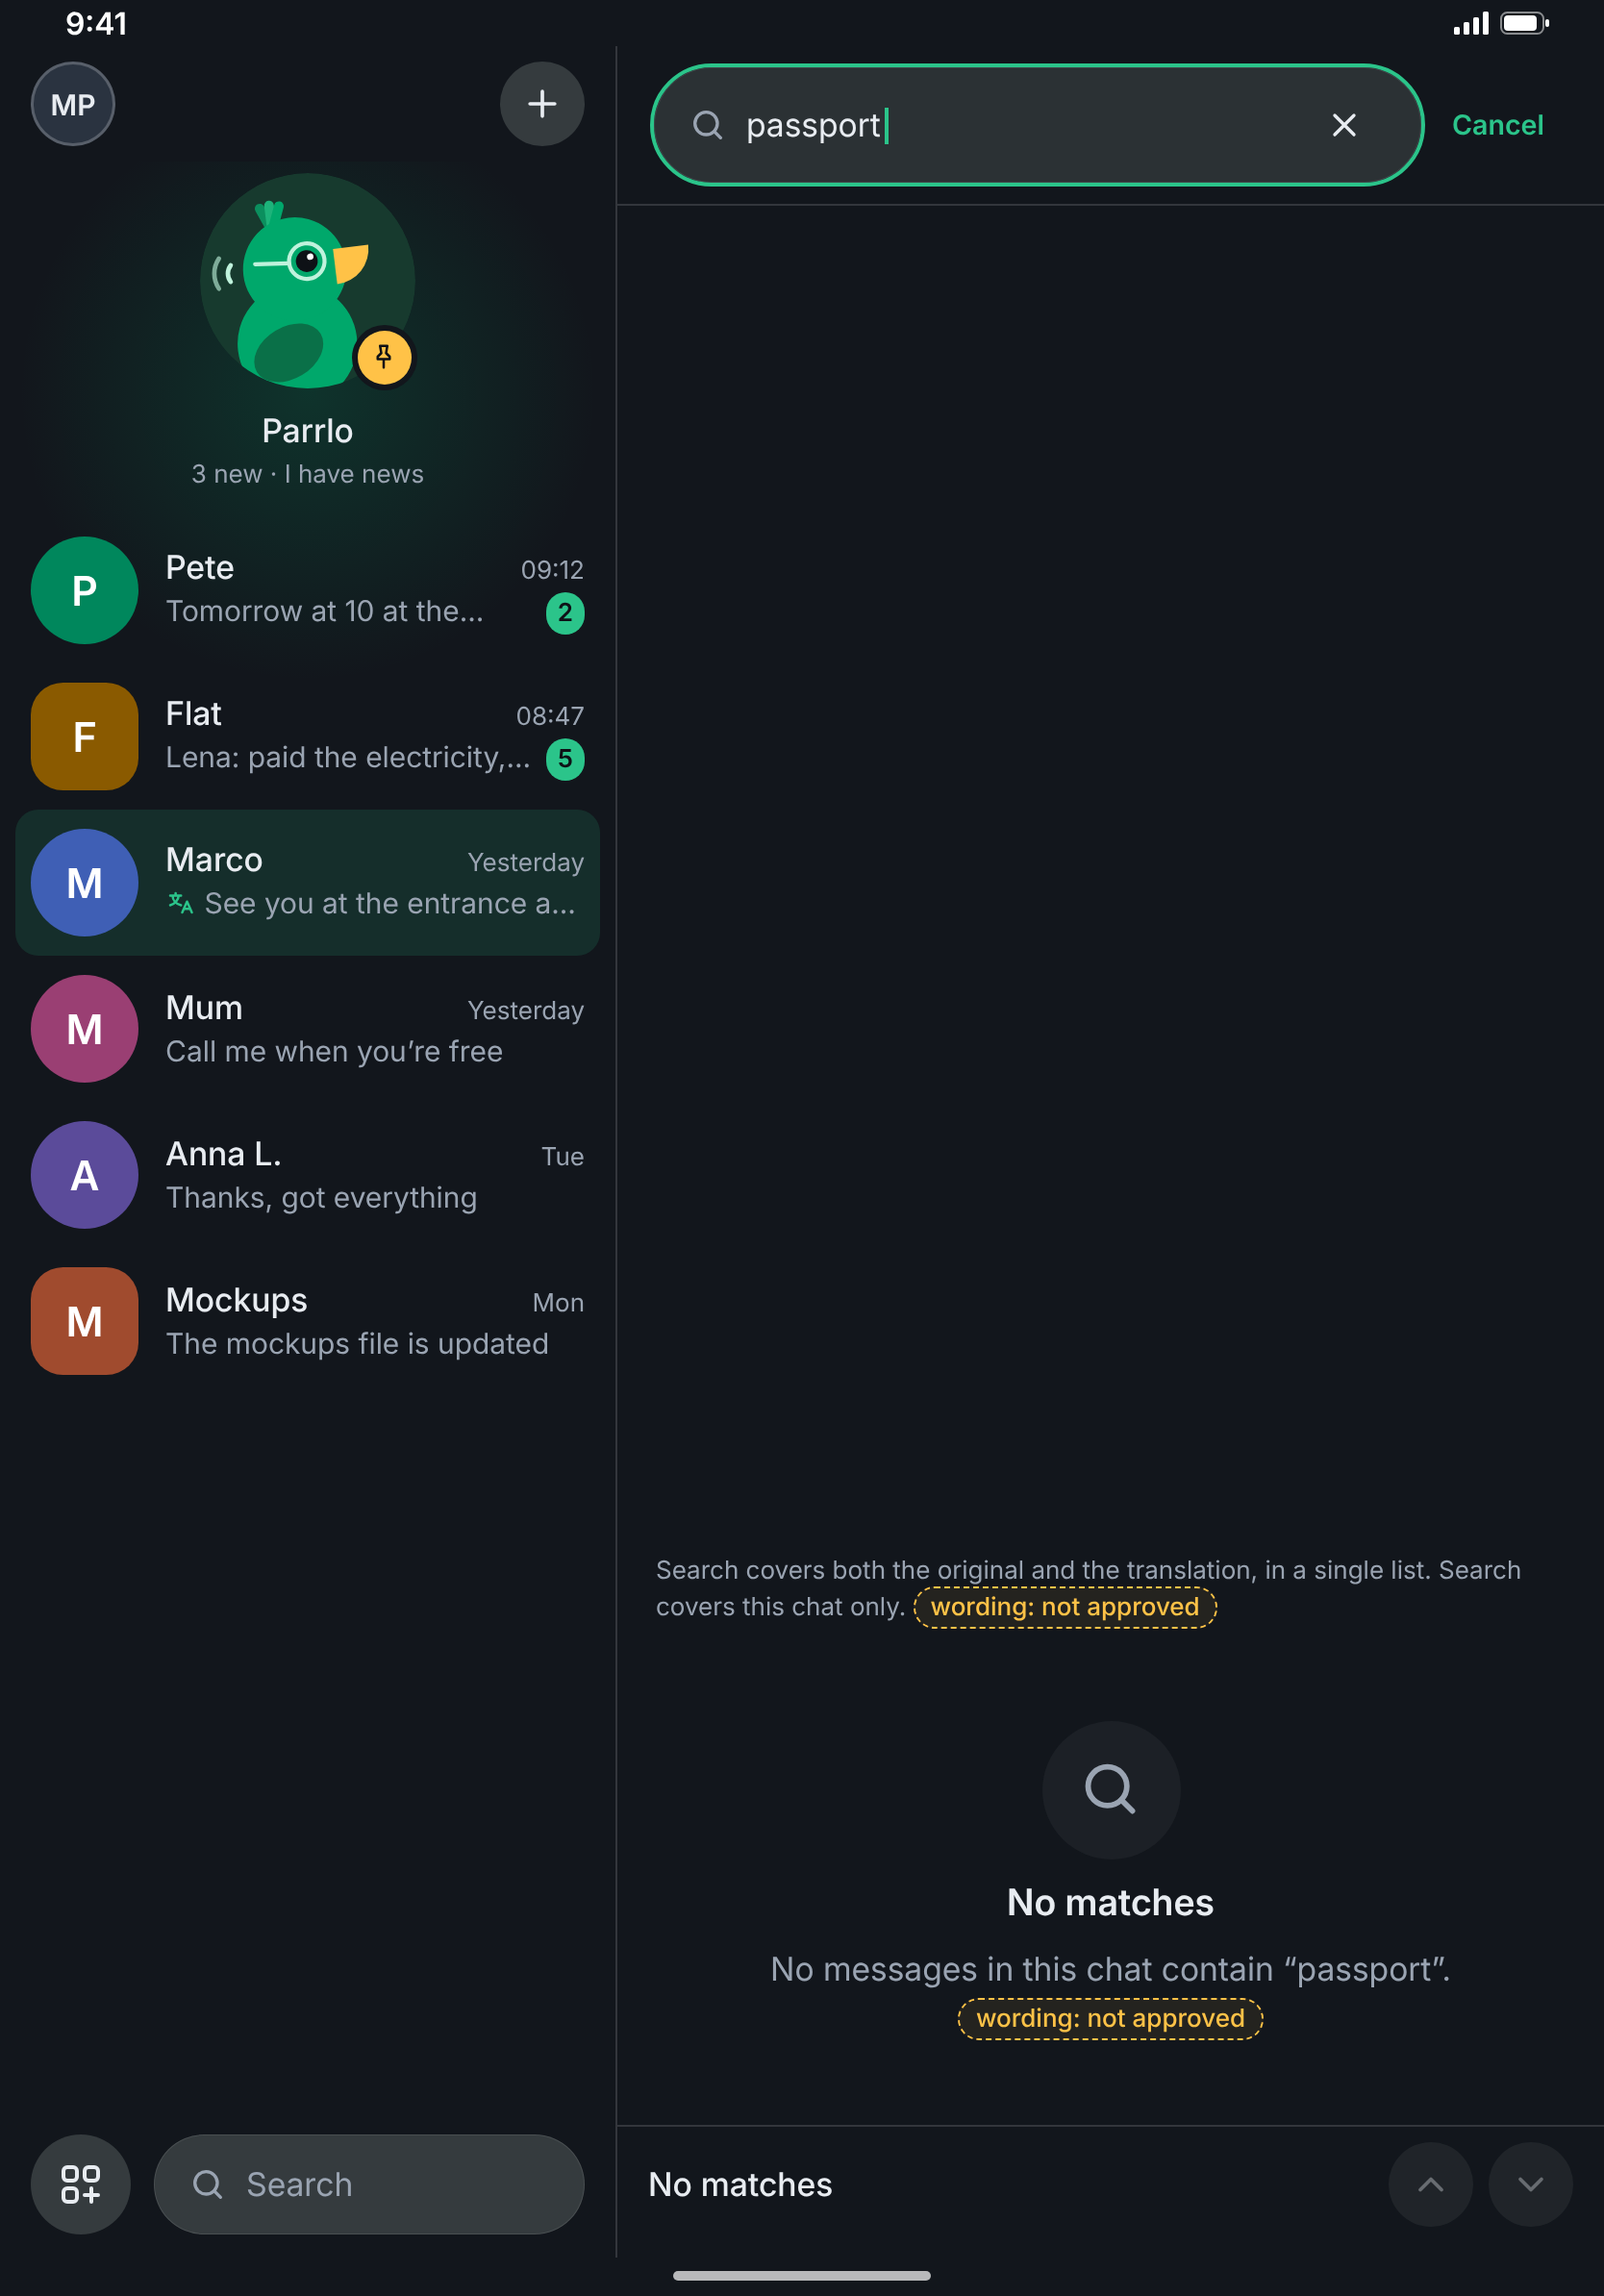 9:41
MP
Parrlo
3 new · I have news
P
Pete
09:12
Tomorrow at 10 at the...
2
F
Flat
08:47
Lena: paid the electricity,...
5
M
Marco
Yesterday
See you at the entrance a...
M
Mum
Yesterday
Call me when you’re free
A
Anna L.
Tue
Thanks, got everything
M
Mockups
Mon
The mockups file is updated
Search
passport
Cancel
Search covers both the original and the translation, in a single list. Search
covers this chat only. wording: not approved
No matches
No messages in this chat contain “passport”.
wording: not approved
No matches